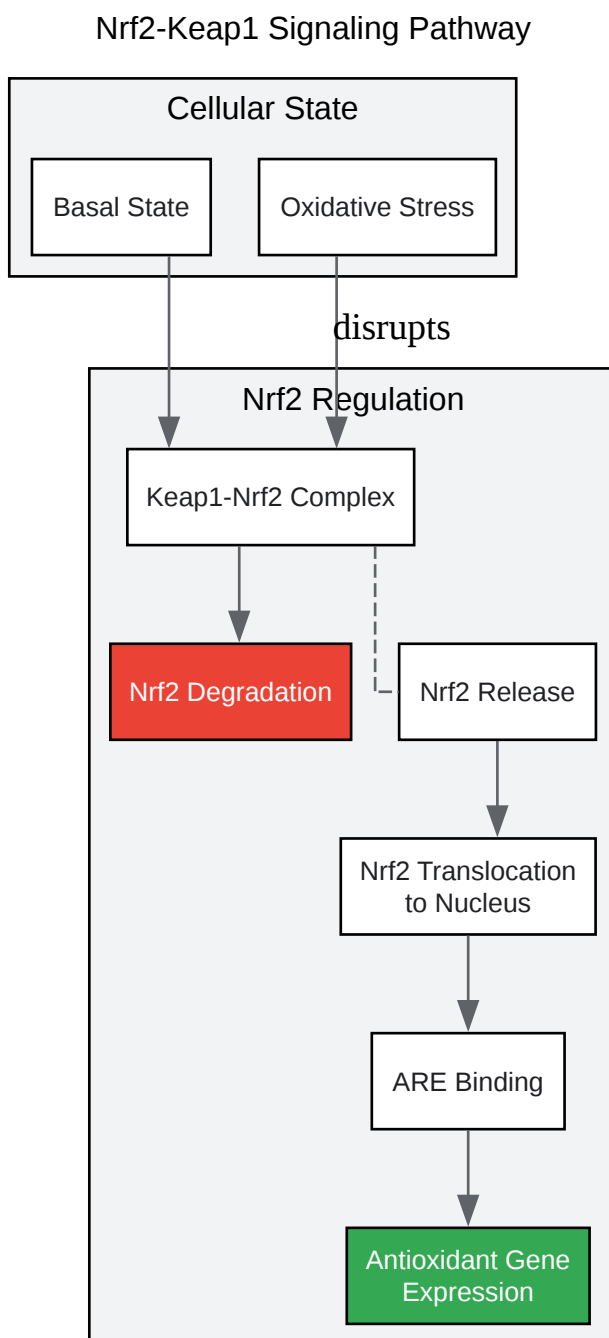 Nrf2-Keap1 Signaling Pathway
Cellular State
Basal State
Oxidative Stress
disrupts
Nrf2 Regulation
Keap1-Nrf2 Complex
Nrf2 Degradation
Nrf2 Release
Nrf2 Translocation
to Nucleus
ARE Binding
Antioxidant Gene
Expression